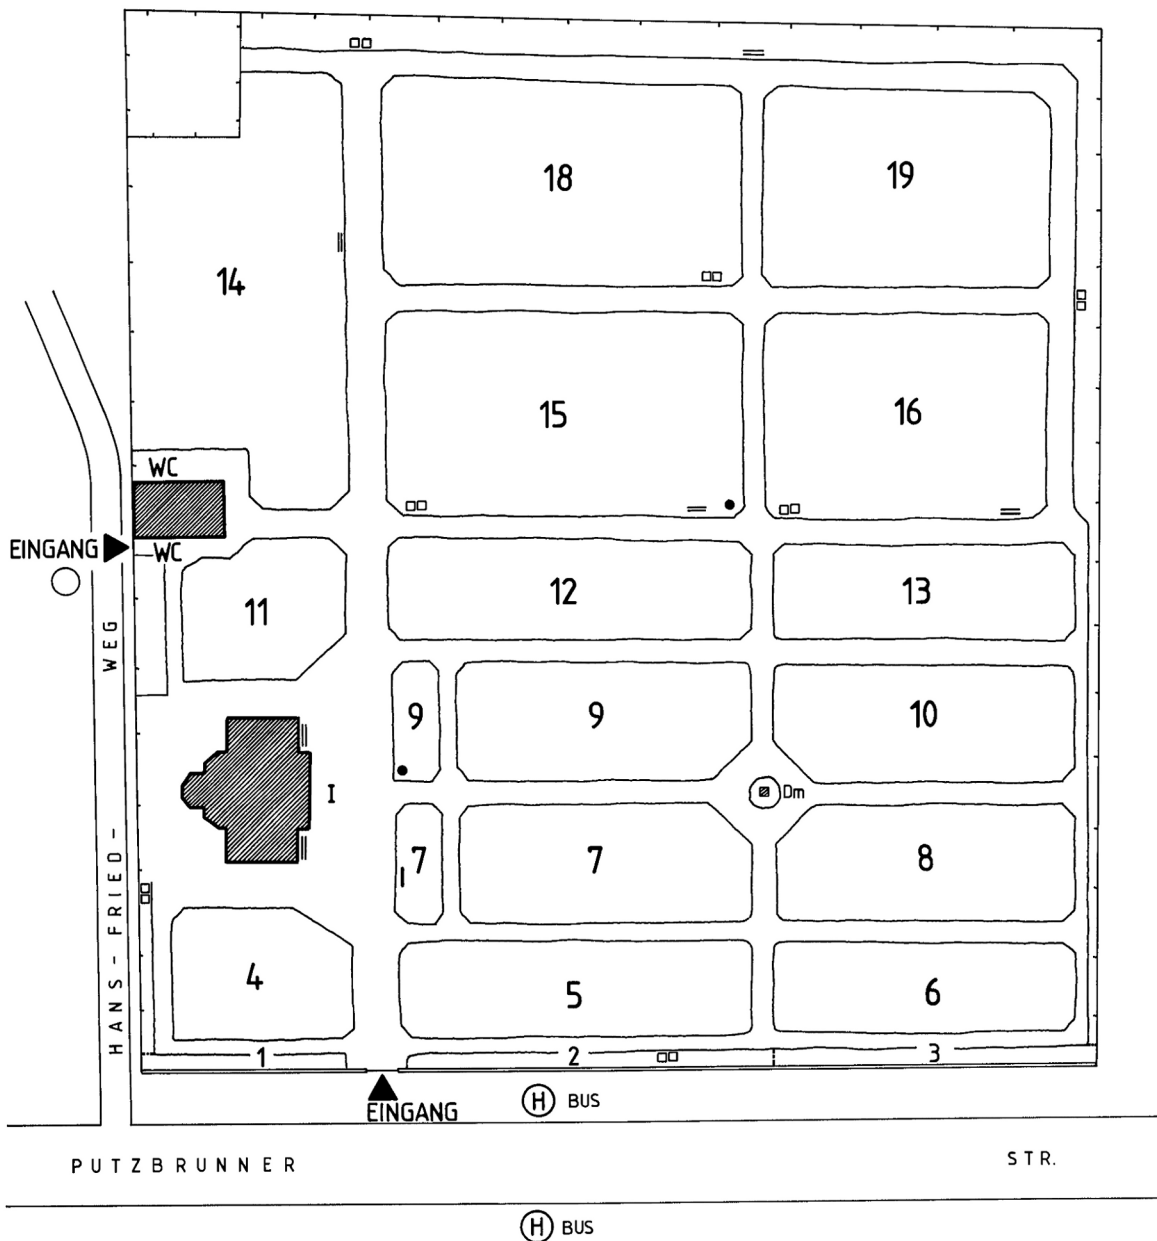 18
19
14
15
16
WC
EINGANG
WC
11
12
13
WEG
9
9
10
I
Dm
7
7
8
HANS-FRIED-
4
5
6
1
2
3
EINGANG
H BUS
PUTZBRUNNER STR.
H BUS